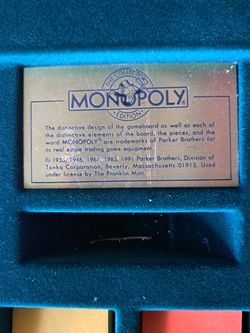 THE COLLECTOR'S
MONOPOLY®
EDITION
The distinctive design of the gameboard as well as each of
the distinctive elements of the board, the pieces, and the
word MONOPOLY® are trademarks of Parker Brothers for
its real estate trading game equipment.
© 1935, 1946, 1961, 1985, 1991 Parker Brothers, Division of
Tonka Corporation, Beverly, Massachusetts 01915. Used
under license by The Franklin Mint.